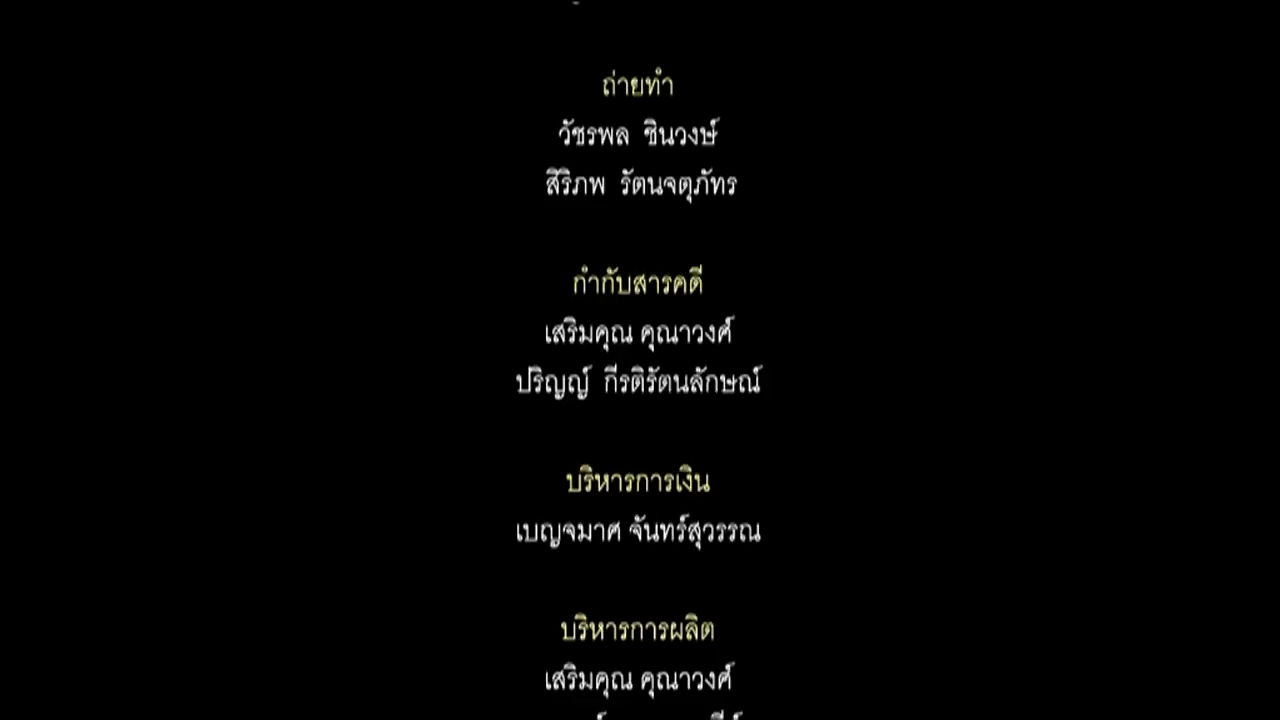 ถ่ายทำ
วัชรพล ชินวงษ์
สิริภพ รัตนจตุภัทร
กำกับสารคดี
เสริมคุณ คุณาวงศ์
ปริญญ์ กีรติรัตนลักษณ์
บริหารการเงิน
เบญจมาศ จันทร์สุวรรณ
บริหารการผลิต
เสริมคุณ คุณาวงศ์